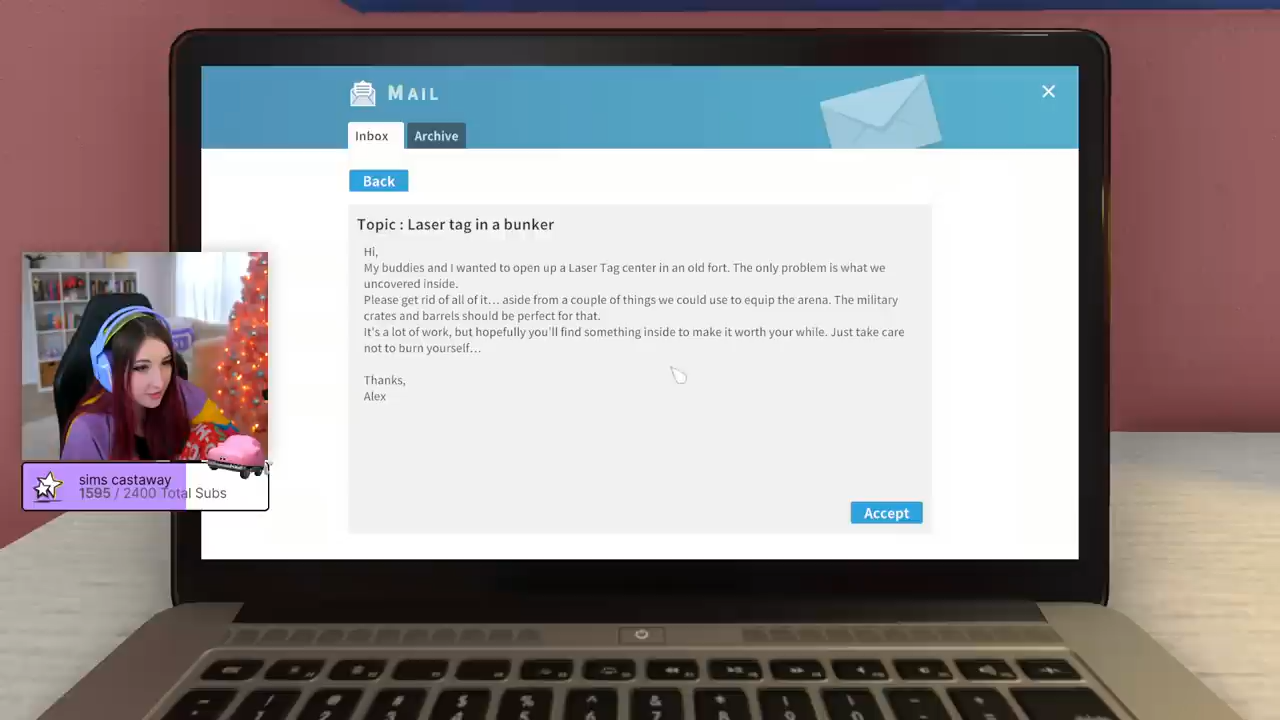 MAIL
Inbox
Archive
Back
Topic : Laser tag in a bunker
Hi,
My buddies and I wanted to open up a Laser Tag center in an old fort. The only problem is what we
uncovered inside.
Please get rid of all of it… aside from a couple of things we could use to equip the arena. The military
crates and barrels should be perfect for that.
It's a lot of work, but hopefully you'll find something inside to make it worth your while. Just take care
not to burn yourself…
Thanks,
Alex
Accept
sims castaway
1595 / 2400 Total Subs